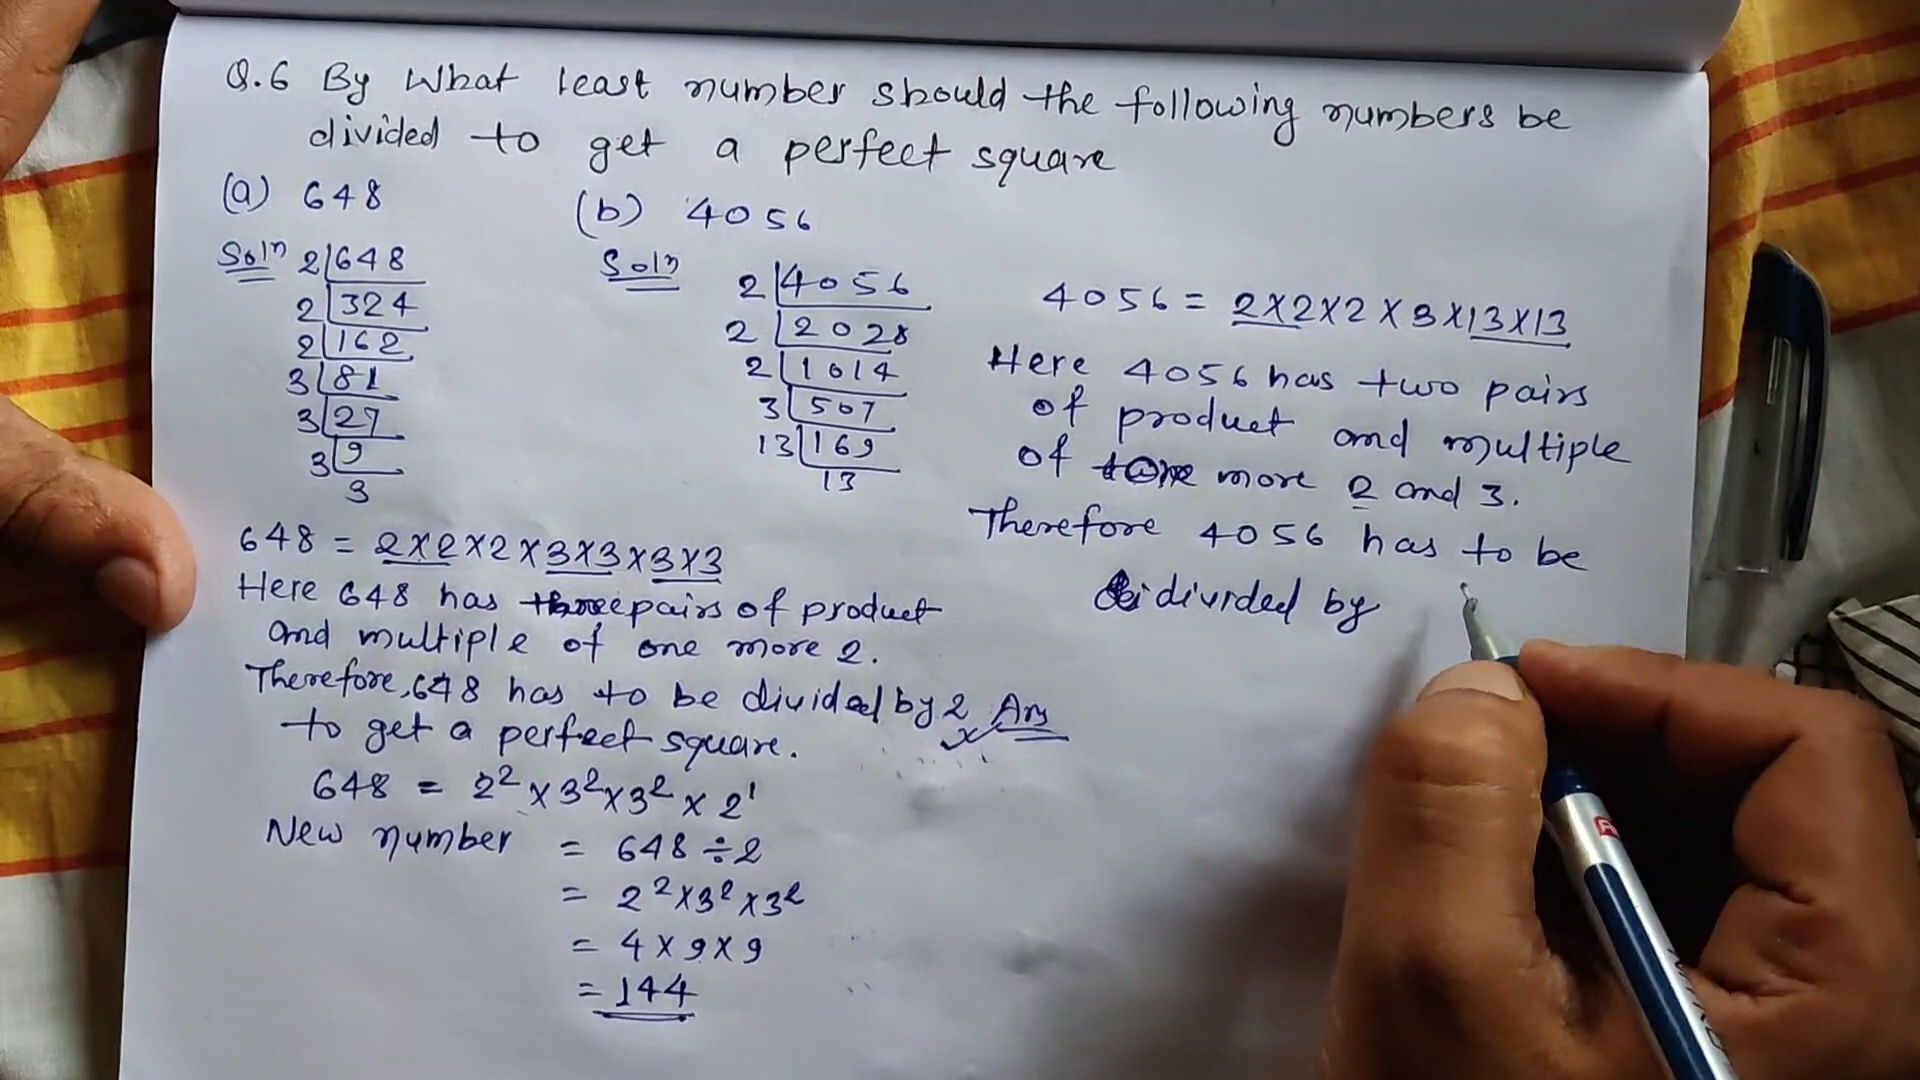 Q.6 By What least number should the following numbers be
divided to get a perfect square
(a) 648
(b) 4056
Soln 2 648
2 324
2 162
3 81
3 27
3 9
3
648 = 2×2×2×3×3×3×3
Here 648 has three pairs of product
and multiple of one more 2.
Therefore, 648 has to be divided by 2 Ans
to get a perfect square.
648 = 2² × 3² × 3² × 2¹
New number = 648 ÷ 2
= 2² × 3² × 3²
= 4 × 9 × 9
= 144
Soln 2 4056
2 2028
2 1014
3 507
13 169
13
4056 = 2×2×2×3×13×13
Here 4056 has two pairs
of product and multiple
of more 2 and 3.
Therefore 4056 has to be
divided by